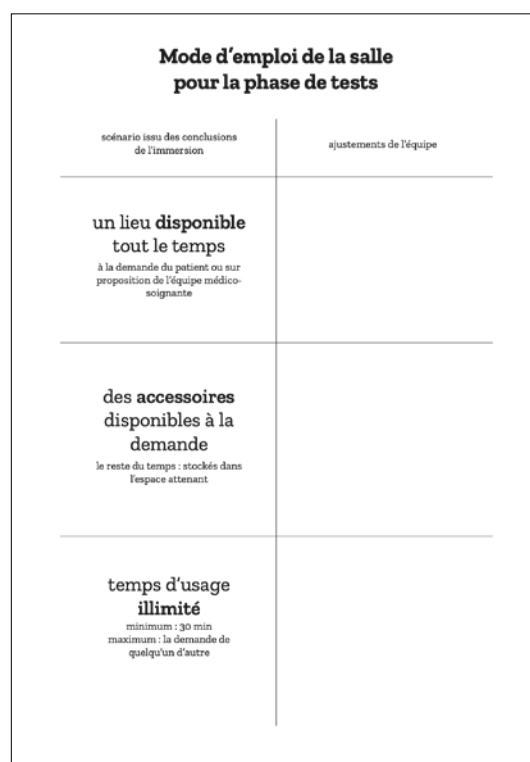 Mode d'emploi de la salle
pour la phase de tests
scénario issu des conclusions
de l'immersion
ajustements de l'équipe
un lieu disponible
tout le temps
à la demande du patient ou sur
proposition de l'équipe médico-
soignante
des accessoires
disponibles à la
demande
le reste du temps : stockés dans
l'espace attenant
temps d'usage
illimité
minimum : 30 min
maximum : la demande de
quelqu'un d'autre